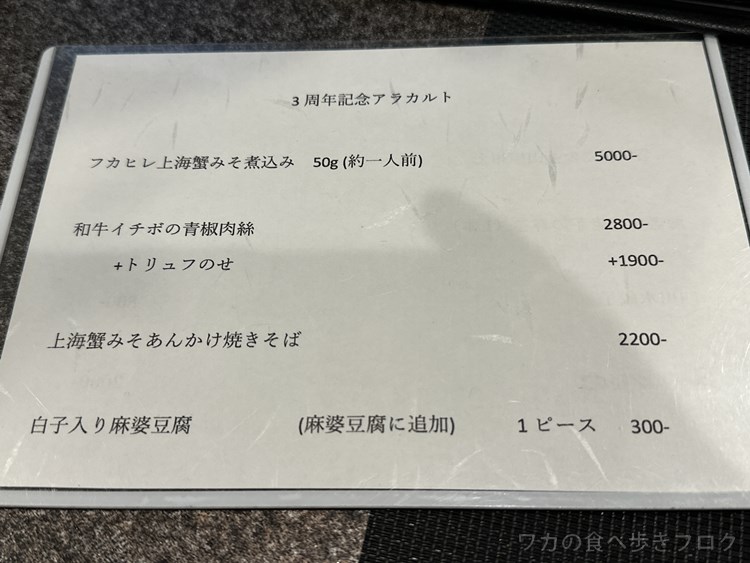 3周年記念アラカルト
フカヒレ上海蟹みそ煮込み 50g (約一人前) 5000-
和牛イチボの青椒肉絲 2800-
+トリュフのせ +1900-
上海蟹みそあんかけ焼きそば 2200-
白子入り麻婆豆腐 (麻婆豆腐に追加) 1ピース 300-
ワカの食べ歩きブログ